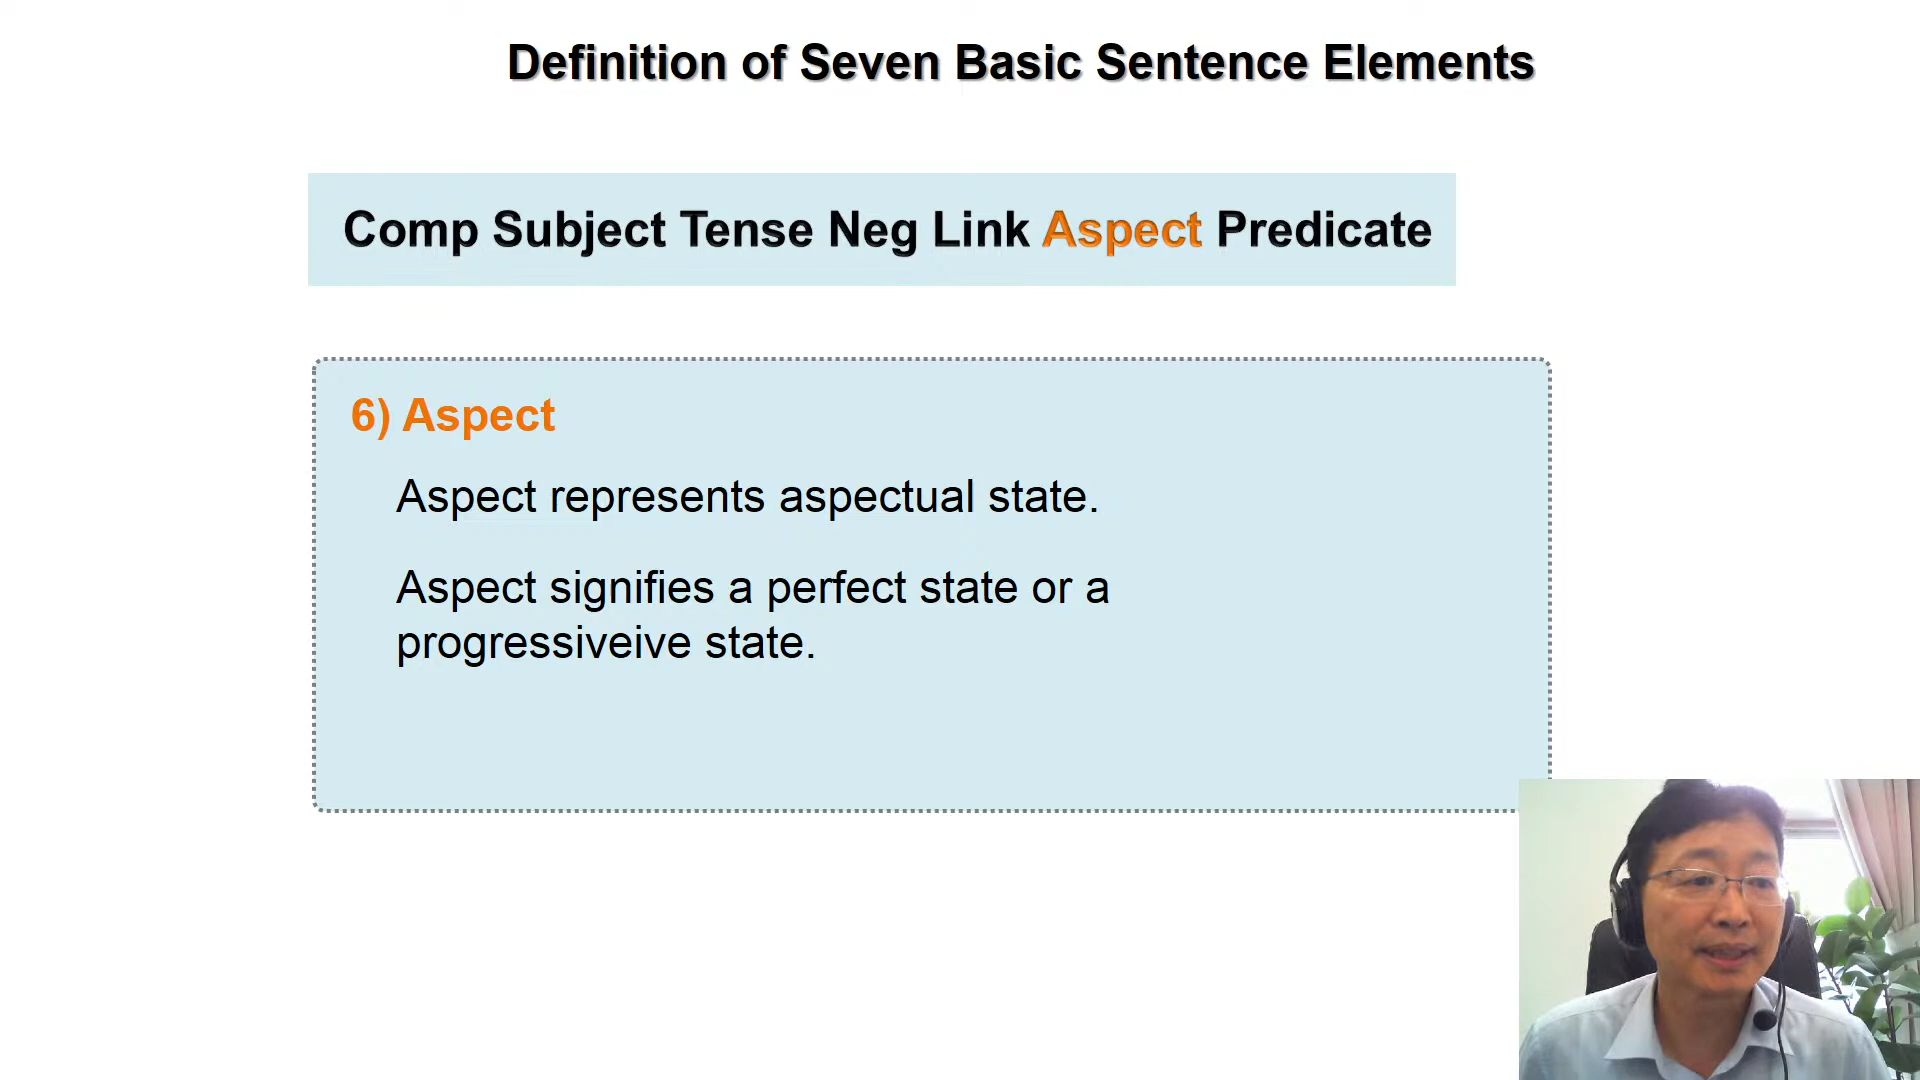 Definition of Seven Basic Sentence Elements
Comp Subject Tense Neg Link Aspect Predicate
6) Aspect
Aspect represents aspectual state.
Aspect signifies a perfect state or a
progressiveive state.